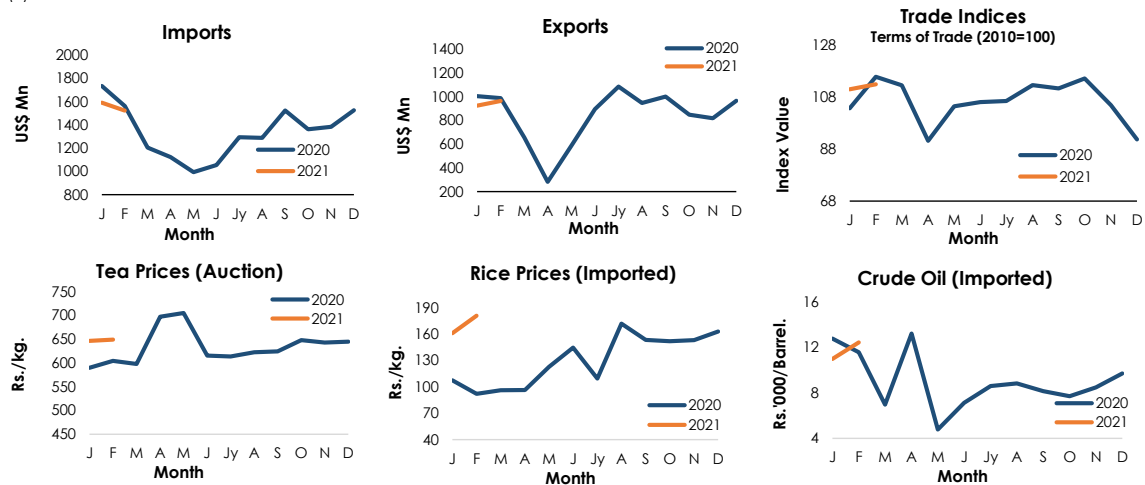 Imports
US$ Mn
2000
1800
1600
1400
1200
1000
800
2020
2021
J F M A M J Jy A S O N D
Month
Exports
US$ Mn
1400
1200
1000
800
600
400
200
2020
2021
J F M A M J Jy A S O N D
Month
Trade Indices
Terms of Trade (2010=100)
Index Value
128
108
88
68
2020
2021
J F M A M J Jy A S O N D
Month
Tea Prices (Auction)
Rs./kg.
750
700
650
600
550
500
450
2020
2021
J F M A M J Jy A S O N D
Month
Rice Prices (Imported)
Rs./kg.
190
160
130
100
70
40
2020
2021
J F M A M J Jy A S O N D
Month
Crude Oil (Imported)
Rs.'000/Barrel.
16
12
8
4
2020
2021
J F M A M J Jy A S O N D
Month